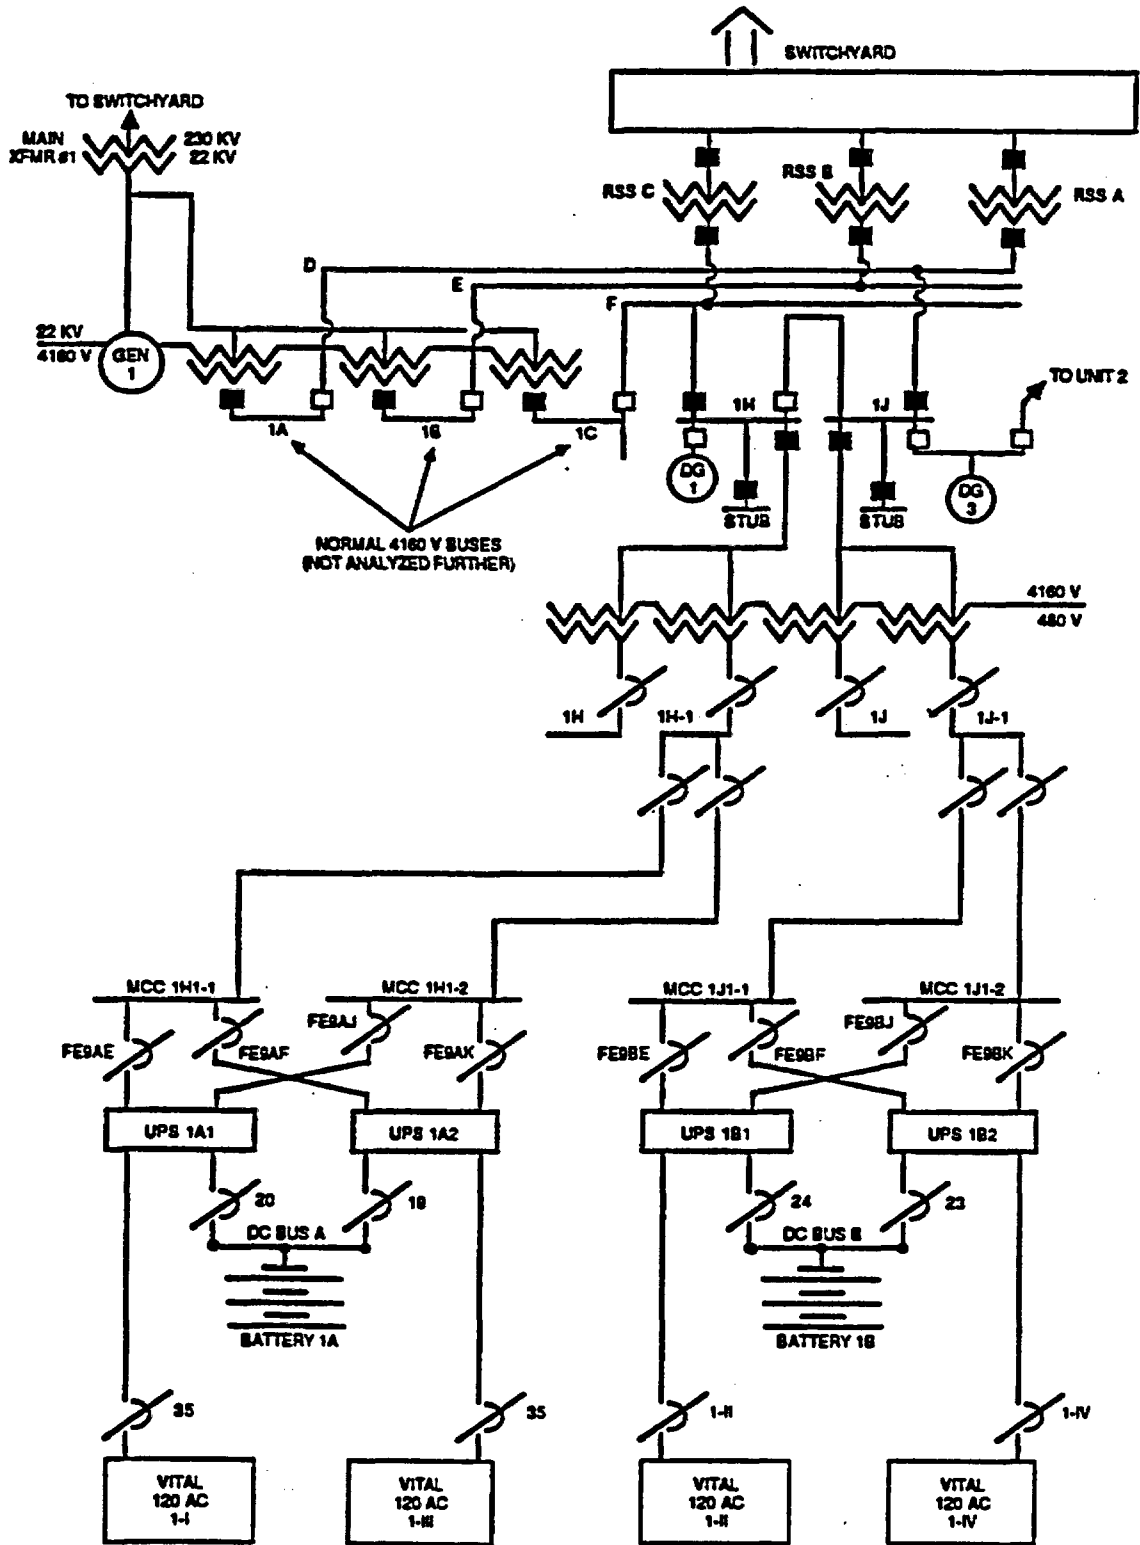 SWITCHYARD
TO SWITCHYARD
MAIN
XFMR #1
230 KV
22 KV
RSS C
RSS B
RSS A
D
E
F
22 KV
4160 V
GEN
1
1A
1B
1C
1H
1J
TO UNIT 2
DG
1
STUB
STUB
DG
3
NORMAL 4160 V BUSES
(NOT ANALYZED FURTHER)
4160 V
480 V
1H
1H-1
1J
1J-1
MCC 1H1-1
MCC 1H1-2
MCC 1J1-1
MCC 1J1-2
FE9AE
FE9AF
FE9AJ
FE9AK
FE9BE
FE9BF
FE9BJ
FE9BK
UPS 1A1
UPS 1A2
UPS 1B1
UPS 1B2
20
19
24
23
DC BUS A
DC BUS B
BATTERY 1A
BATTERY 1B
35
35
1-II
1-IV
VITAL
120 AC
1-I
VITAL
120 AC
1-III
VITAL
120 AC
1-II
VITAL
120 AC
1-IV